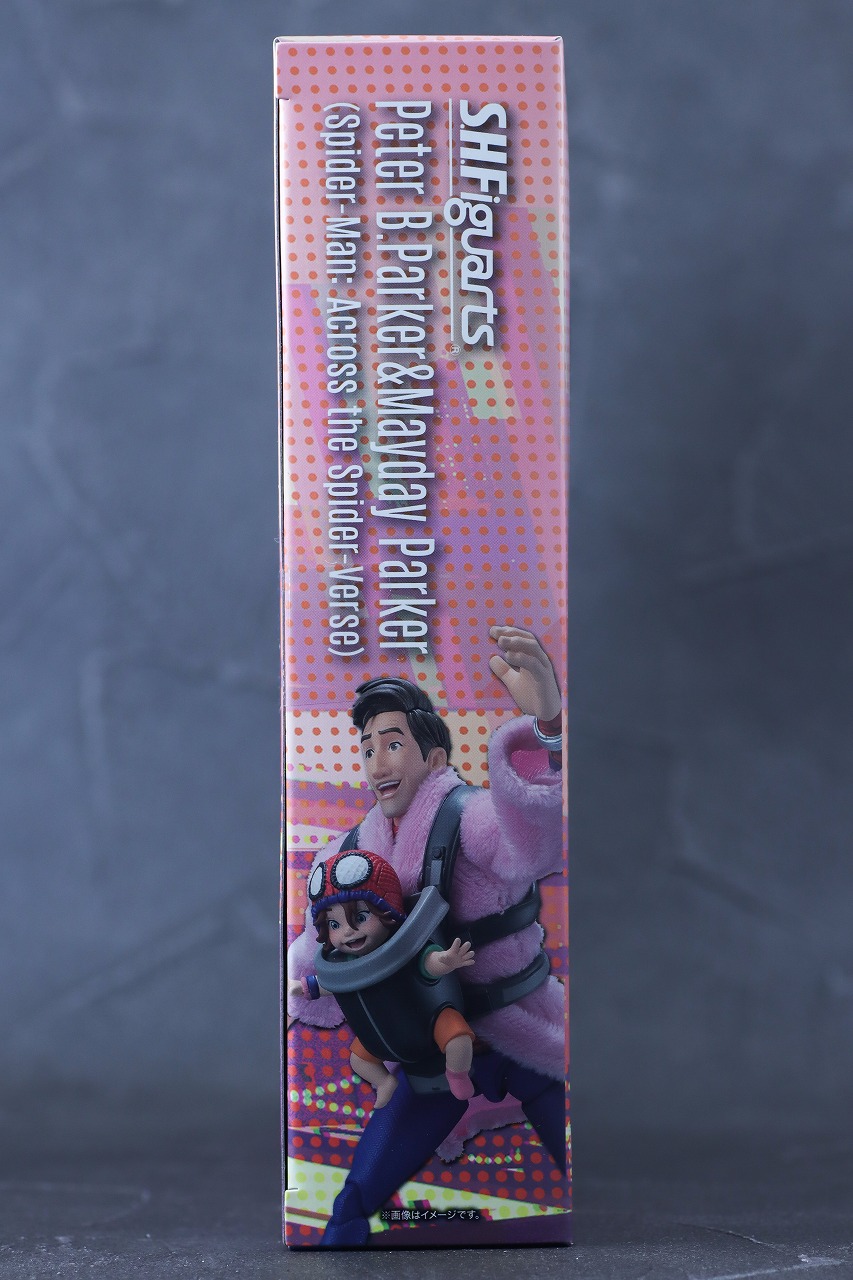 S.H.Figuarts®
Peter B.Parker&Mayday Parker
(Spider-Man: Across the Spider-Verse)
※画像はイメージです。